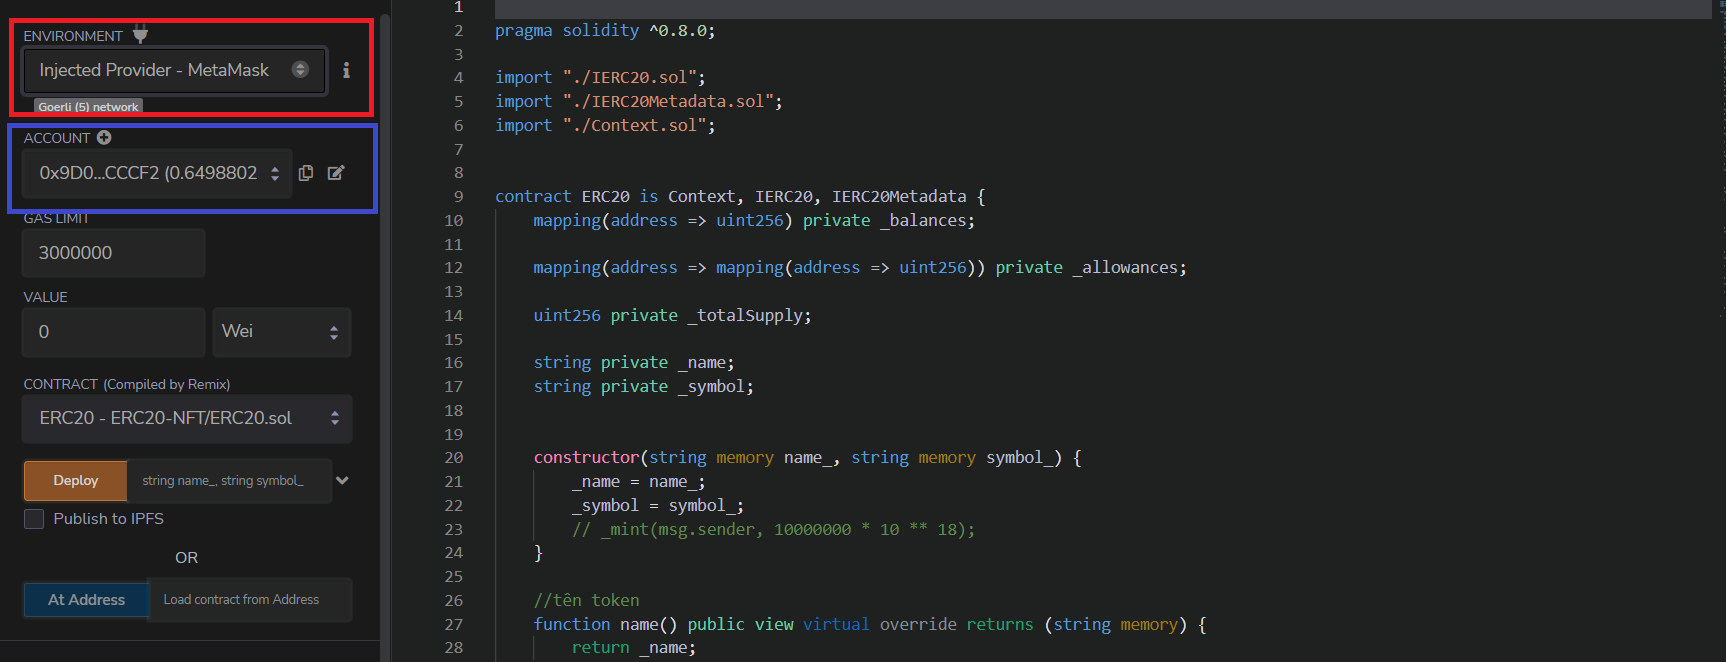 ENVIRONMENT
Injected Provider - MetaMask
Goerli (5) network
ACCOUNT
0x9D0...CCCF2 (0.6498802
GAS LIMIT
3000000
VALUE
0
Wei
CONTRACT (Compiled by Remix)
ERC20 - ERC20-NFT/ERC20.sol
Deploy
string name_, string symbol_
Publish to IPFS
OR
At Address
Load contract from Address
1
2 pragma solidity ^0.8.0;
3
4 import "./IERC20.sol";
5 import "./IERC20Metadata.sol";
6 import "./Context.sol";
7
8
9 contract ERC20 is Context, IERC20, IERC20Metadata {
10 mapping(address => uint256) private _balances;
11
12 mapping(address => mapping(address => uint256)) private _allowances;
13
14 uint256 private _totalSupply;
15
16 string private _name;
17 string private _symbol;
18
19
20 constructor(string memory name_, string memory symbol_) {
21 _name = name_;
22 _symbol = symbol_;
23 // _mint(msg.sender, 10000000 * 10 ** 18);
24 }
25
26 //tên token
27 function name() public view virtual override returns (string memory) {
28 return _name;